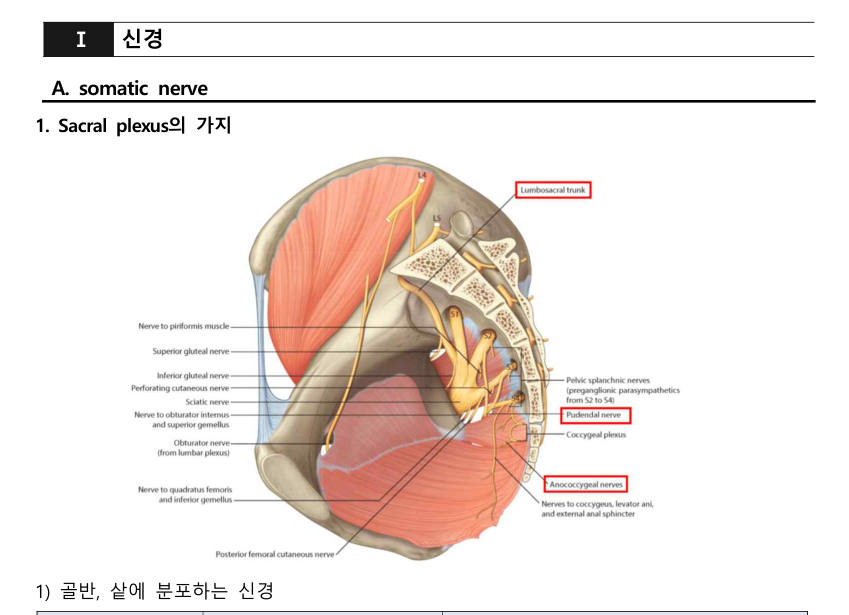 I 신경
A. somatic nerve
1. Sacral plexus의 가지
L4
Lumbosacral trunk
L5
S1
Nerve to piriformis muscle
S2
Superior gluteal nerve
Inferior gluteal nerve
Perforating cutaneous nerve
Sciatic nerve
Nerve to obturator internus
and superior gemellus
Obturator nerve
(from lumbar plexus)
Nerve to quadratus femoris
and inferior gemellus
Posterior femoral cutaneous nerve
Pelvic splanchnic nerves
(preganglionic parasympathetics
from S2 to S4)
Pudendal nerve
Coccygeal plexus
Anococcygeal nerves
Nerves to coccygeus, levator ani,
and external anal sphincter
1) 골반, 샅에 분포하는 신경